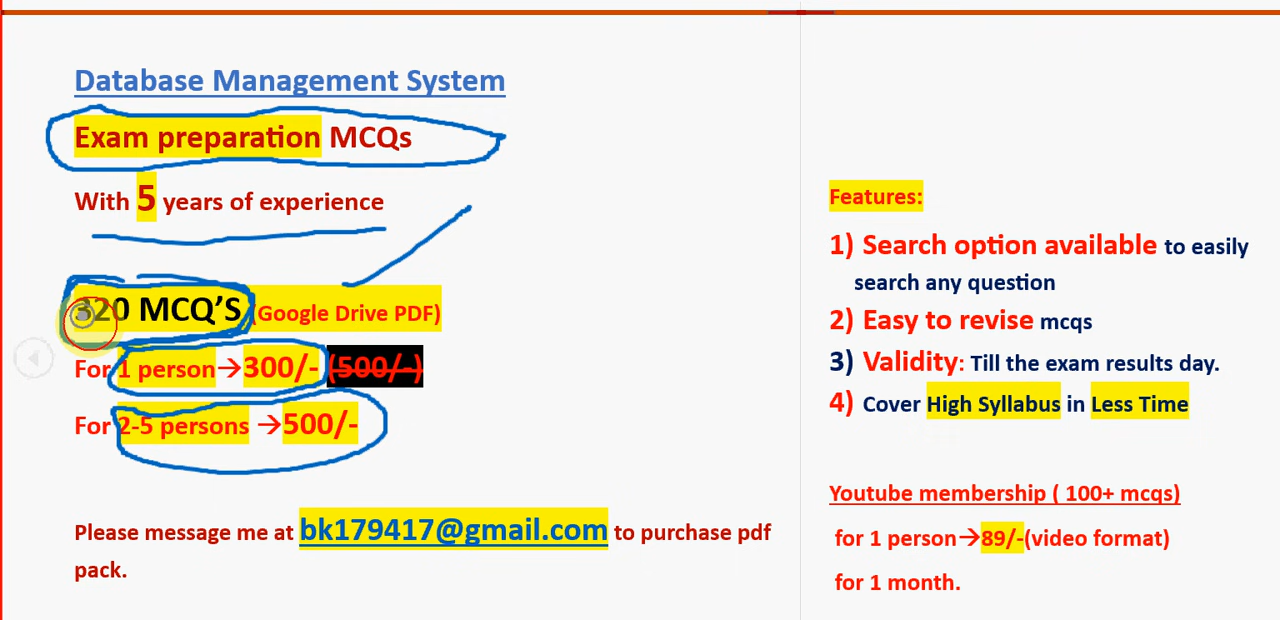 Database Management System
Exam preparation MCQs
With 5 years of experience
320 MCQ'S (Google Drive PDF)
For 1 person→300/- (500/- )
For 2-5 persons →500/-
Please message me at bk179417@gmail.com to purchase pdf
pack.
Features:
1) Search option available to easily
search any question
2) Easy to revise mcqs
3) Validity: Till the exam results day.
4) Cover High Syllabus in Less Time
Youtube membership ( 100+ mcqs)
for 1 person→89/-(video format)
for 1 month.